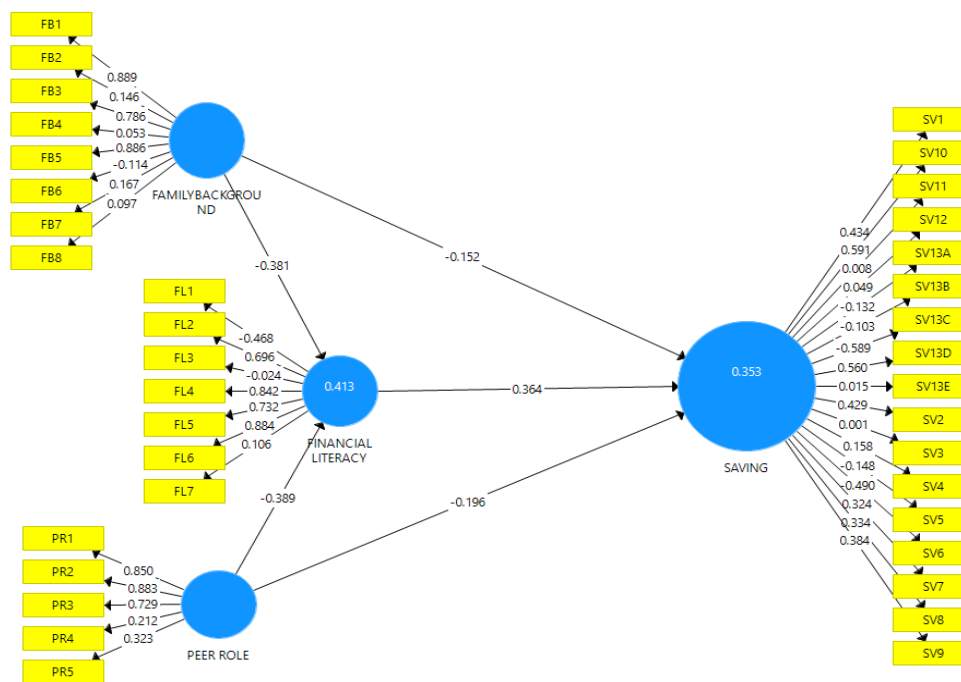 FB1
FB2
FB3
FB4
FB5
FB6
FB7
FB8
0.889
0.146
0.786
0.053
0.886
-0.114
0.167
0.097
FAMILYBACKGROU
ND
-0.381
-0.152
FL1
FL2
FL3
FL4
FL5
FL6
FL7
-0.468
0.696
-0.024
0.842
0.732
0.884
0.106
0.413
FINANCIAL
LITERACY
0.364
-0.389
-0.196
PR1
PR2
PR3
PR4
PR5
0.850
0.883
0.729
0.212
0.323
PEER ROLE
0.353
SAVING
0.434
0.591
0.008
0.049
-0.132
-0.103
-0.589
0.560
0.015
0.429
0.001
0.158
-0.148
-0.490
0.324
0.334
0.384
SV1
SV10
SV11
SV12
SV13A
SV13B
SV13C
SV13D
SV13E
SV2
SV3
SV4
SV5
SV6
SV7
SV8
SV9